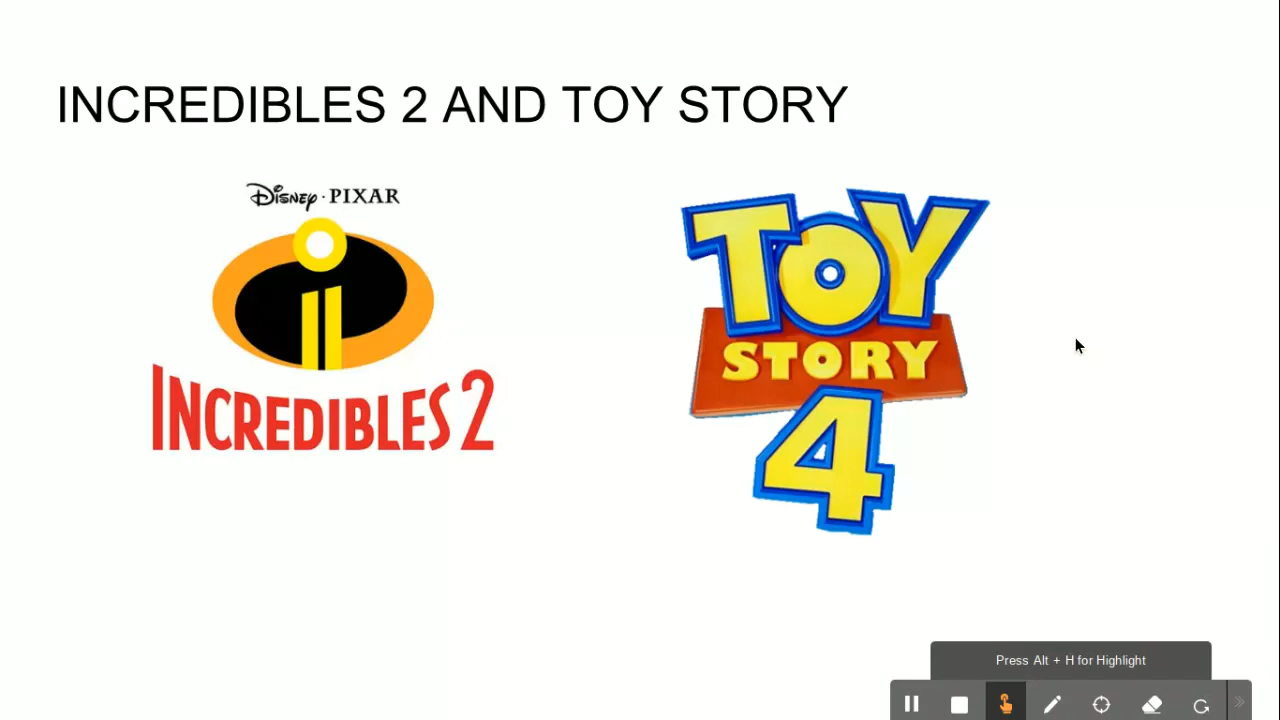 INCREDIBLES 2 AND TOY STORY
Disney · PIXAR
INCREDIBLES 2
TOY
STORY
4
Press Alt + H for Highlight